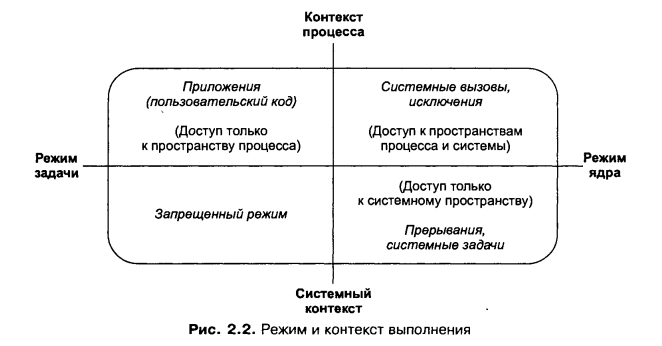 Контекст
процесса
Приложения
(пользовательский код)
Системные вызовы,
исключения
(Доступ только
к пространству процесса)
(Доступ к пространствам
процесса и системы)
Режим
задачи
Режим
ядра
Запрещенный режим
(Доступ только
к системному пространству)
Прерывания,
системные задачи
Системный
контекст
Рис. 2.2. Режим и контекст выполнения